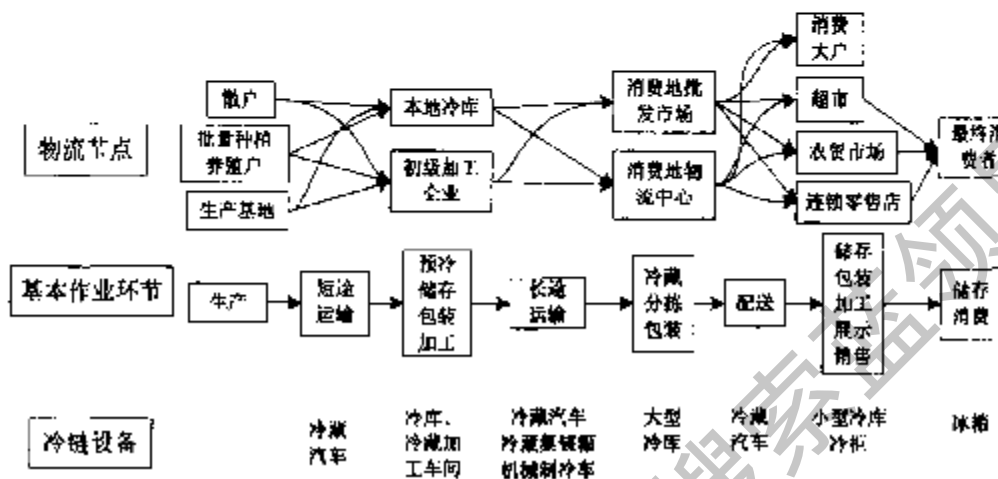 消费
大户
散户
本地冷库
消费地批
发市场
超市
物流节点
批量种植
养殖户
农贸市场
最终消
费者
初级加工
企业
消费地物
流中心
生产基地
连锁零售店
基本作业环节
生产
短途
运输
预冷
储存
包装
加工
长途
运输
冷藏
分拣
包装
配送
储存
包装
加工
展示
销售
储存
消费
冷链设备
冷藏
汽车
冷库、
冷藏加
工车间
冷藏汽车
冷藏集装箱
机械制冷车
大型
冷库
冷藏
汽车
小型冷库
冷柜
冰箱
搜索蓝领